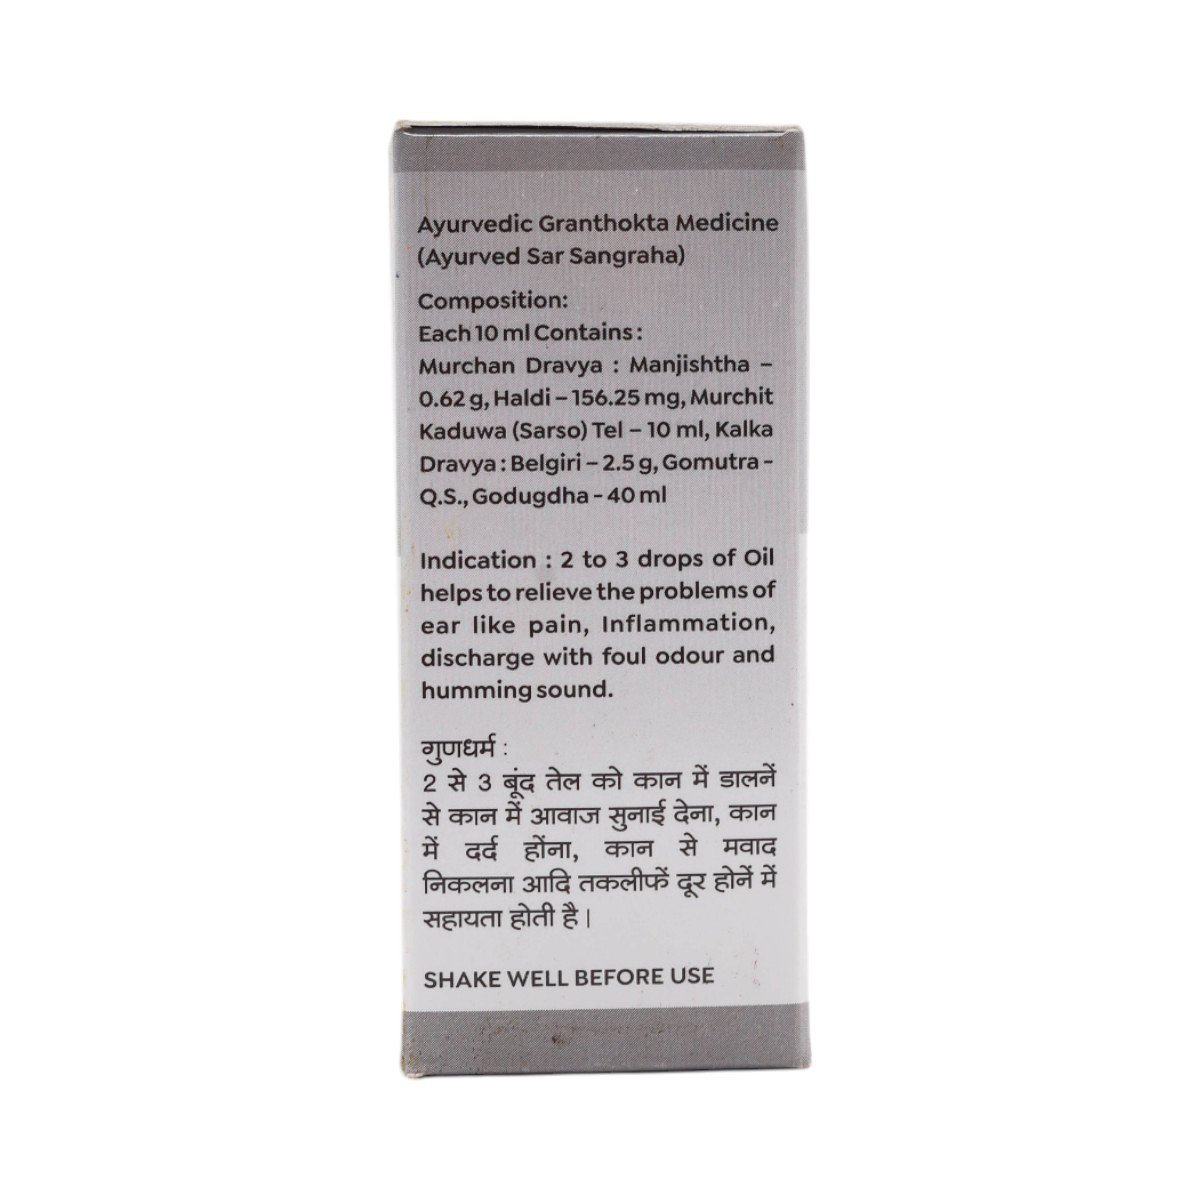 Ayurvedic Granthokta Medicine
(Ayurved Sar Sangraha)
Composition:
Each 10 ml Contains :
Murchan Dravya : Manjishtha –
0.62 g, Haldi – 156.25 mg, Murchit
Kaduwa (Sarso) Tel – 10 ml, Kalka
Dravya : Belgiri – 2.5 g, Gomutra -
Q.S., Godugdha - 40 ml
Indication : 2 to 3 drops of Oil
helps to relieve the problems of
ear like pain, Inflammation,
discharge with foul odour and
humming sound.
गुणधर्म :
2 से 3 बूंद तेल को कान में डालनें
से कान में आवाज सुनाई देना, कान
में दर्द होंना, कान से मवाद
निकलना आदि तकलीफें दूर होनें में
सहायता होती है।
SHAKE WELL BEFORE USE